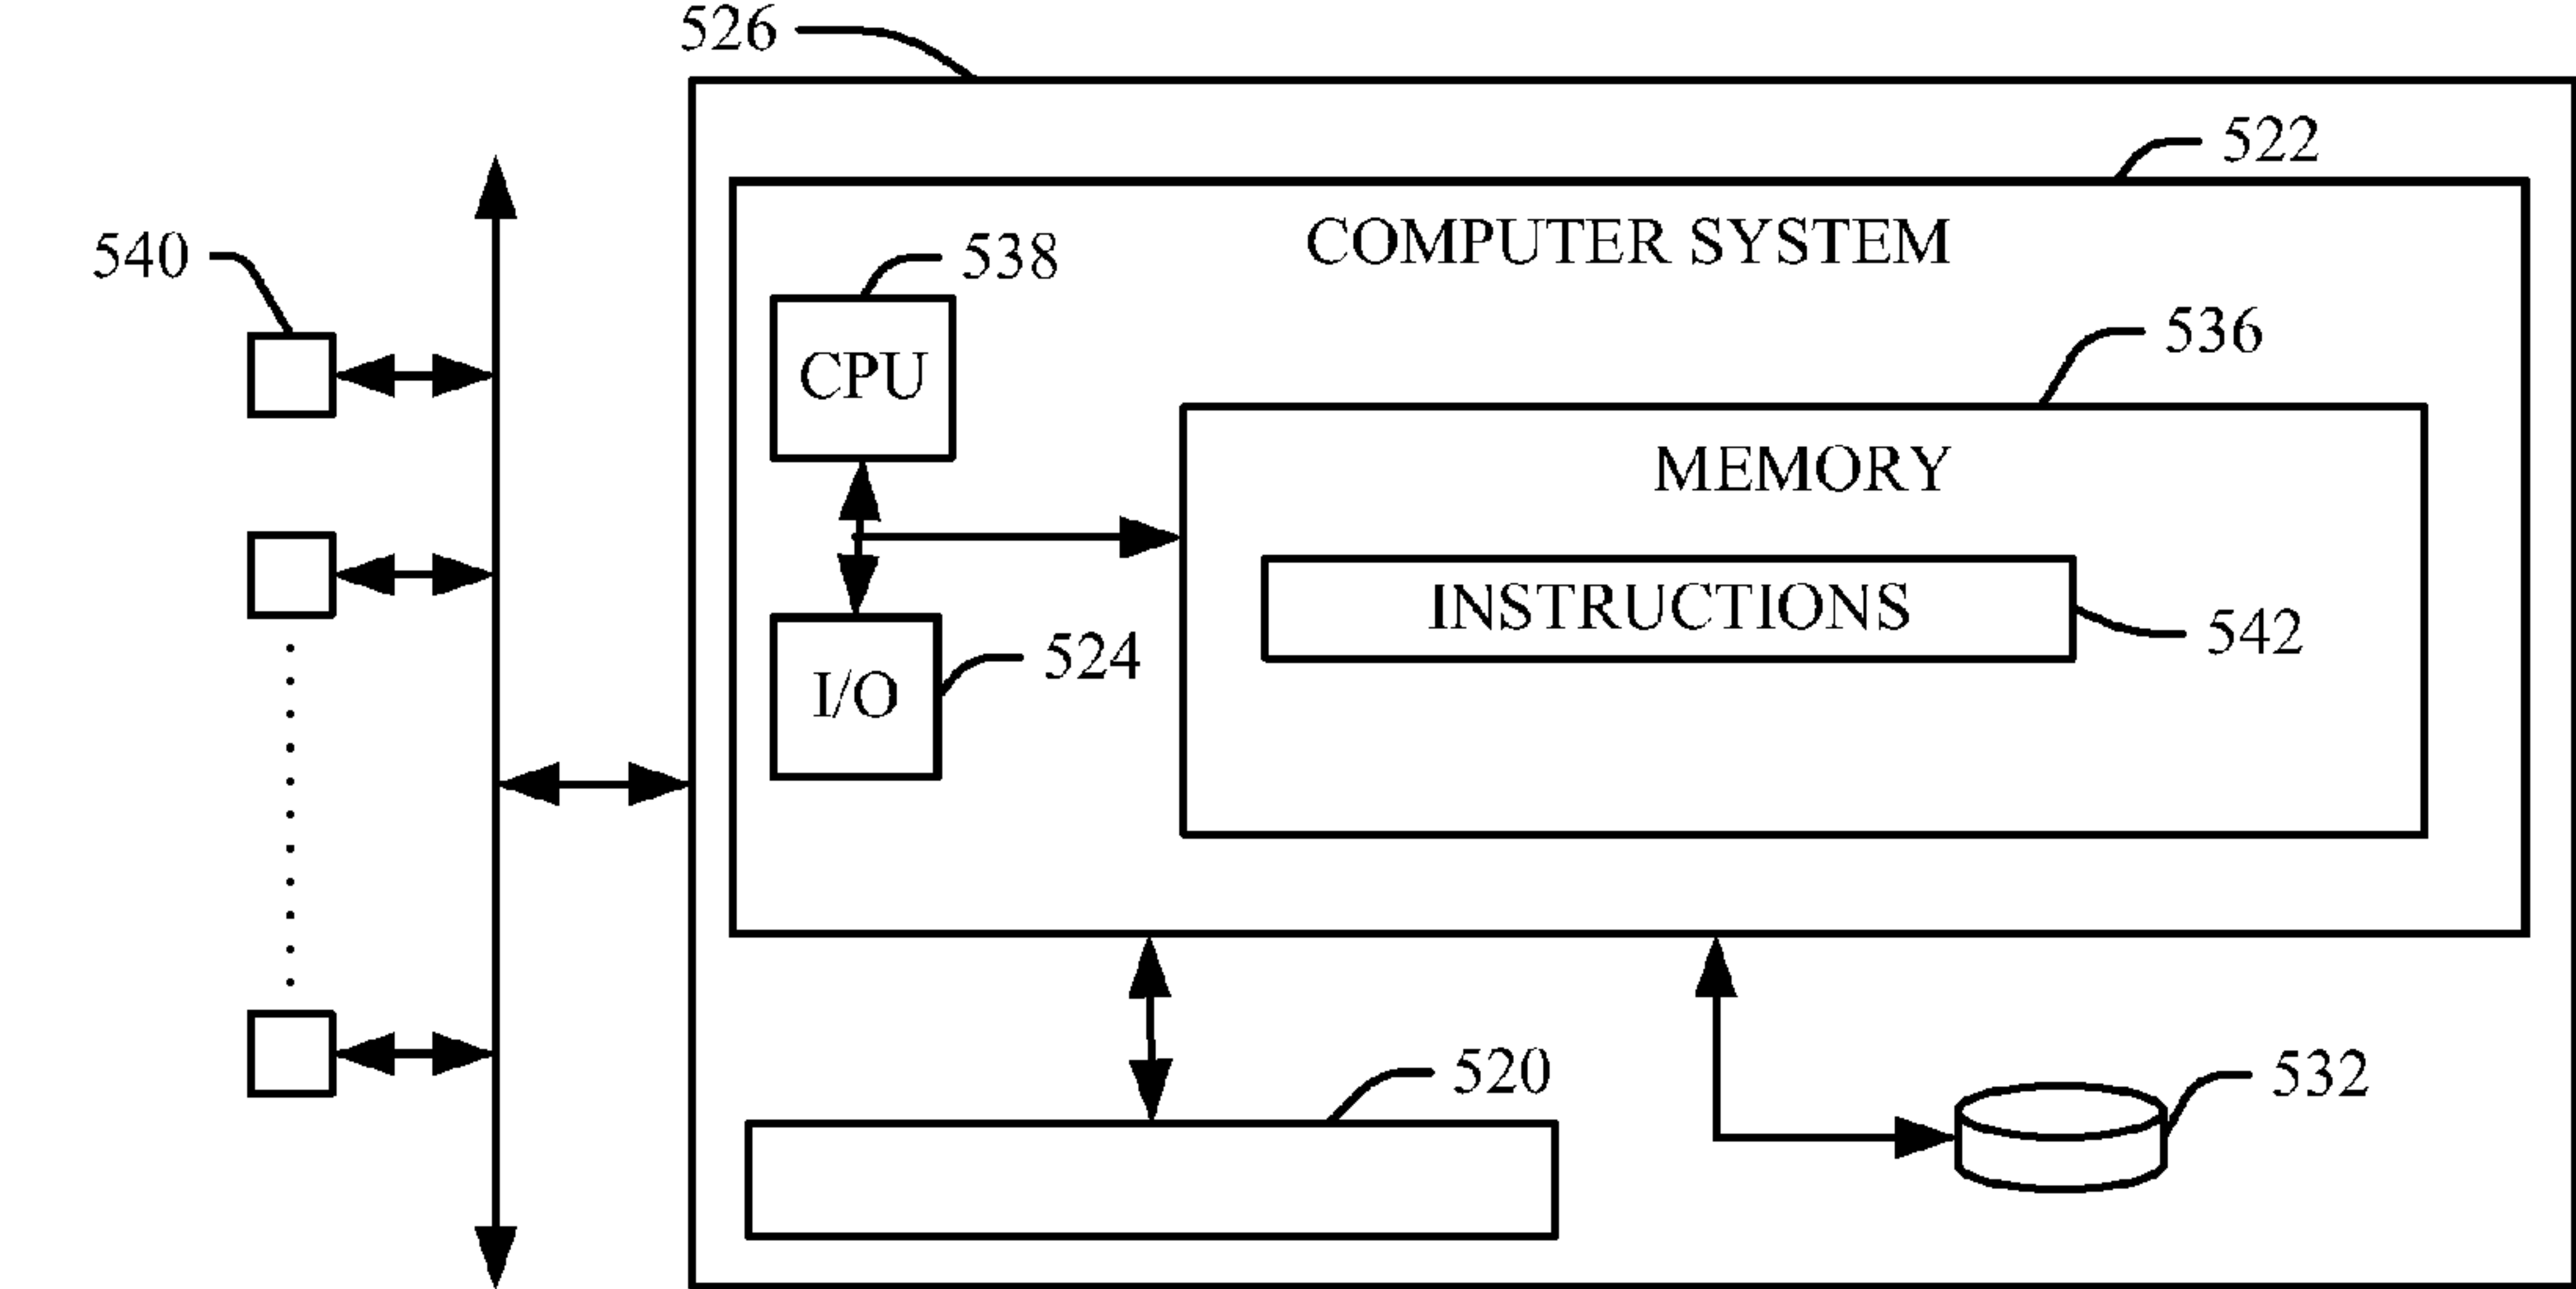 526
522
COMPUTER SYSTEM
540
538
536
CPU
MEMORY
INSTRUCTIONS
542
524
I/O
520
532